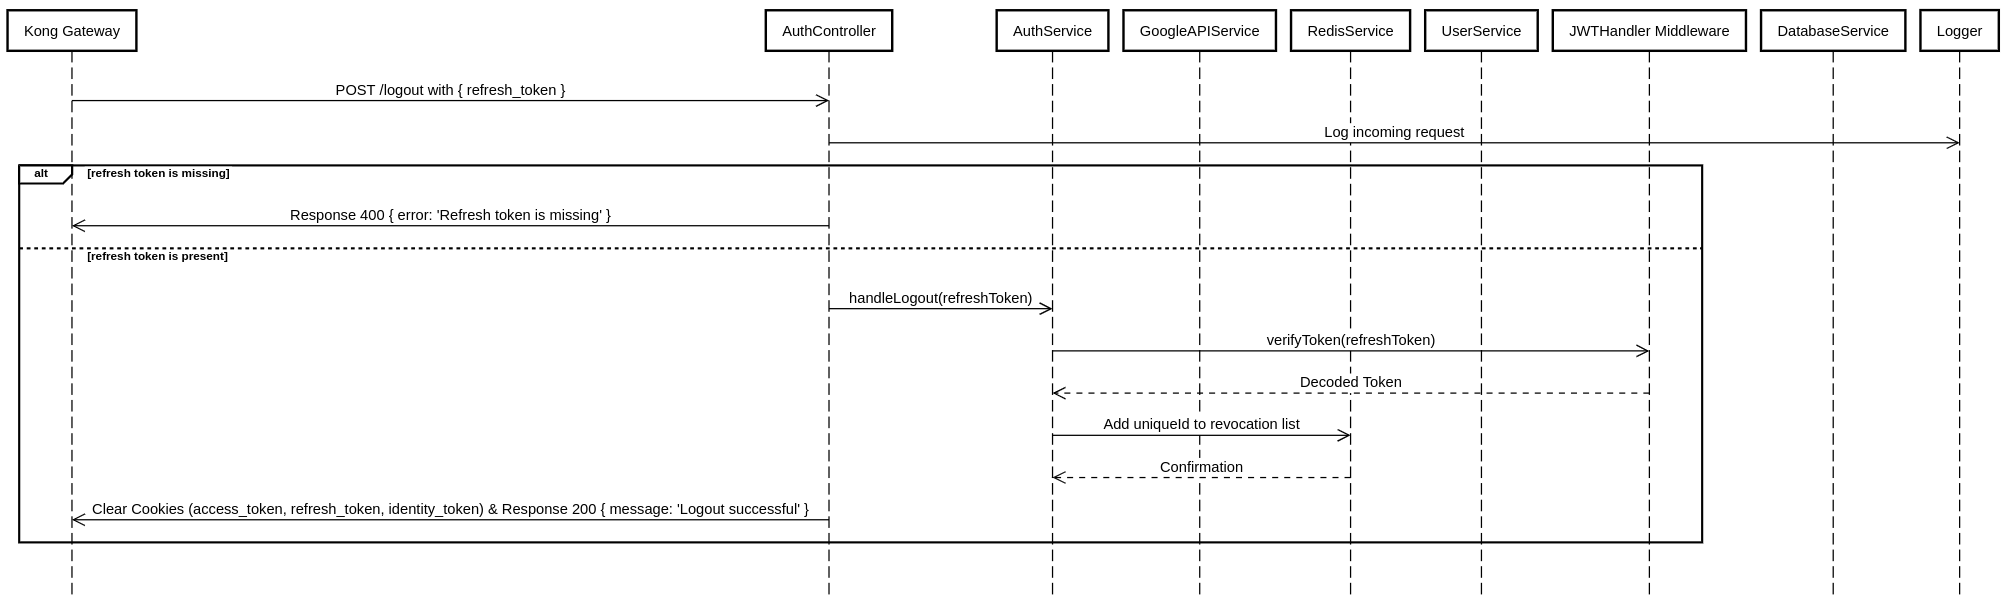 Kong Gateway
AuthController
AuthService
GoogleAPIService
RedisService
UserService
JWTHandler Middleware
DatabaseService
Logger
POST /logout with { refresh_token }
Log incoming request
alt
[refresh token is missing]
Response 400 { error: 'Refresh token is missing' }
[refresh token is present]
handleLogout(refreshToken)
verifyToken(refreshToken)
Decoded Token
Add uniqueId to revocation list
Confirmation
Clear Cookies (access_token, refresh_token, identity_token) & Response 200 { message: 'Logout successful' }